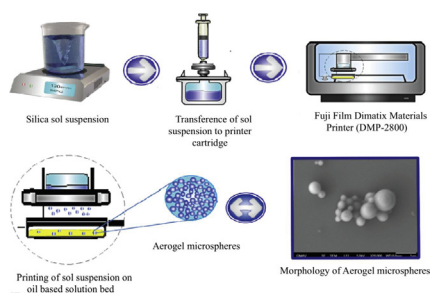 Silica sol suspension
Transference of sol
suspension to printer
cartridge
Fuji Film Dimatix Materials
Printer (DMP-2800)
Printing of sol suspension on
oil based solution bed
Aerogel microspheres
Morphology of Aerogel microspheres